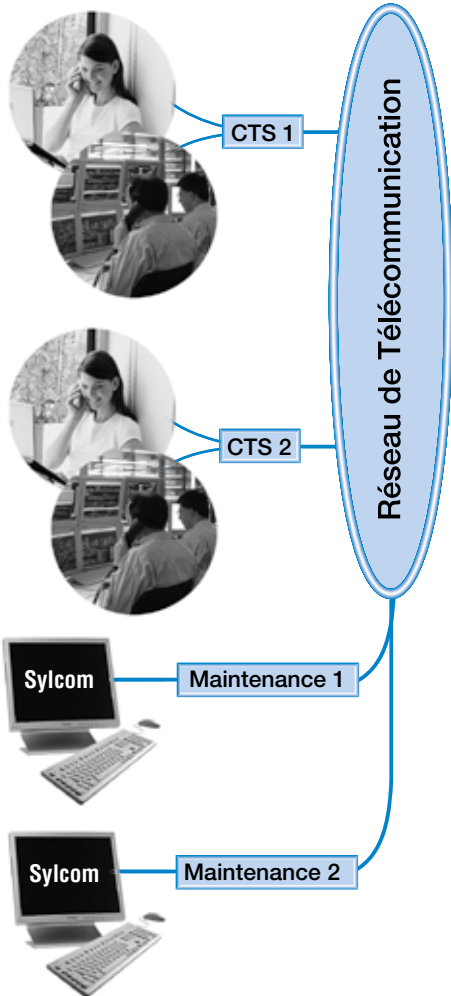 CTS 1
Réseau de Télécommunication
CTS 2
Sylcom
Maintenance 1
Sylcom
Maintenance 2